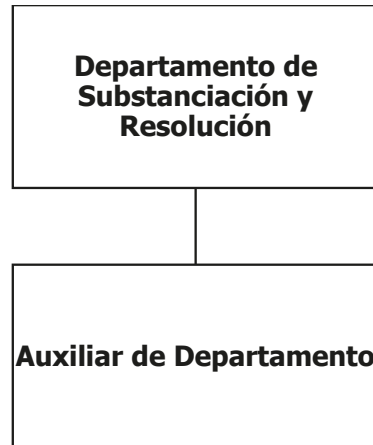 Departamento de
Substanciación y
Resolución
Auxiliar de Departamento